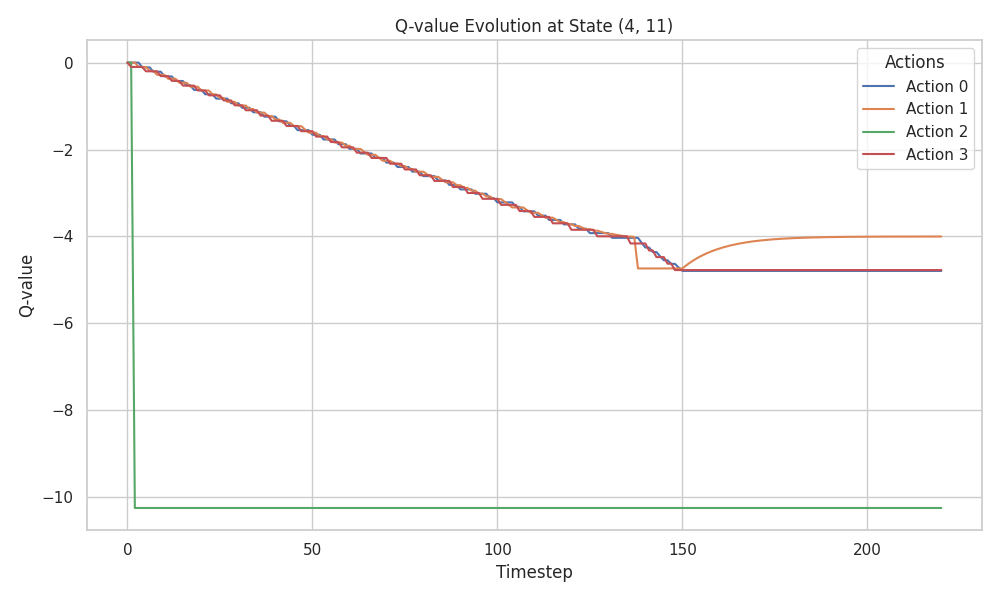 Q-value Evolution at State (4, 11)
Actions
Action 0
Action 1
Action 2
Action 3
Q-value
0
−2
−4
−6
−8
−10
0 50 100 150 200
Timestep